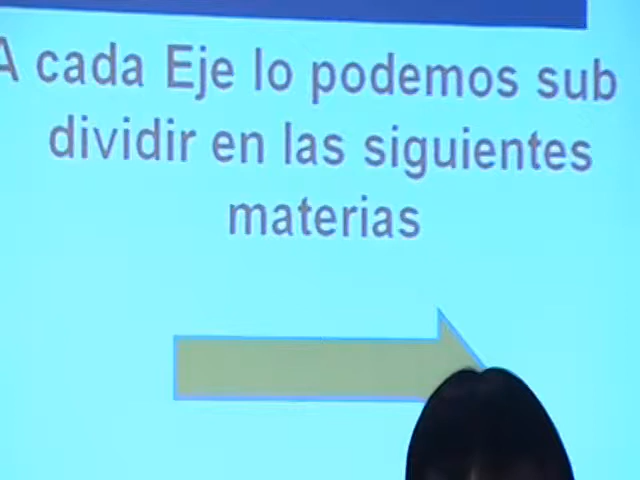 A cada Eje lo podemos sub
dividir en las siguientes
materias